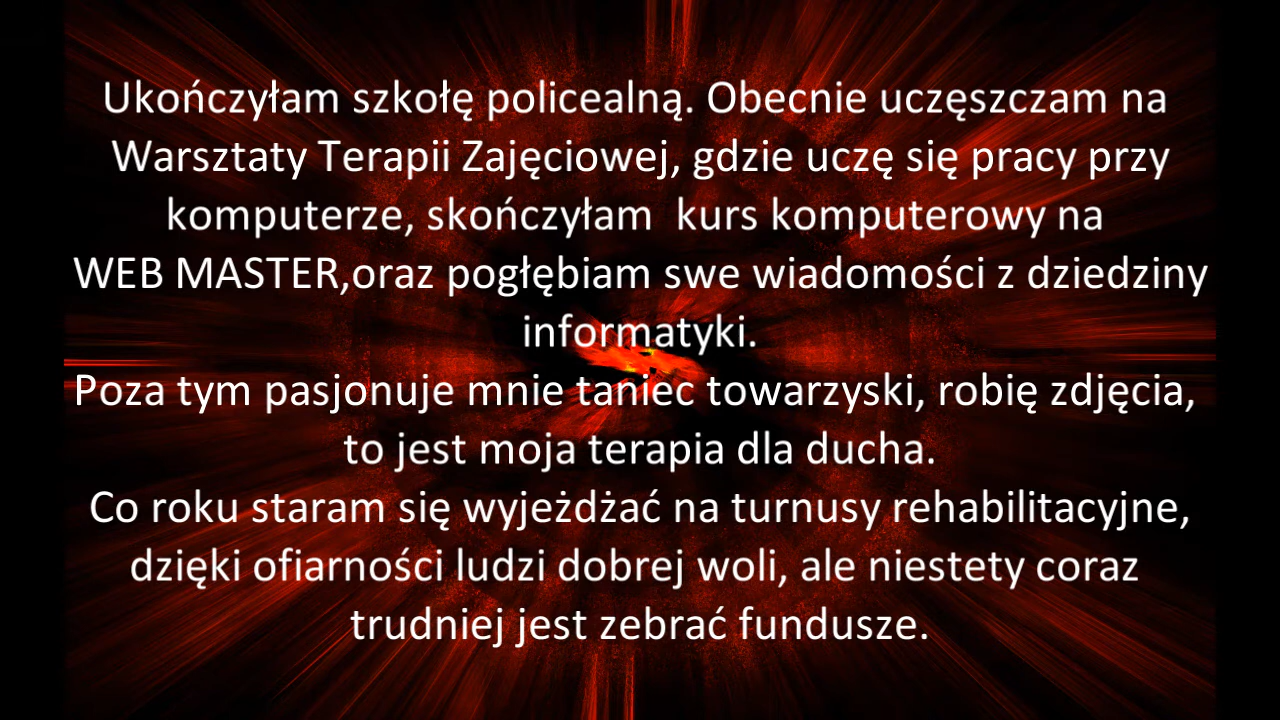 Ukończyłam szkołę policealną. Obecnie uczęszczam na
Warsztaty Terapii Zajęciowej, gdzie uczę się pracy przy
komputerze, skończyłam  kurs komputerowy na
WEB MASTER,oraz pogłębiam swe wiadomości z dziedziny
informatyki.
Poza tym pasjonuje mnie taniec towarzyski, robię zdjęcia,
to jest moja terapia dla ducha.
Co roku staram się wyjeżdżać na turnusy rehabilitacyjne,
dzięki ofiarności ludzi dobrej woli, ale niestety coraz
trudniej jest zebrać fundusze.